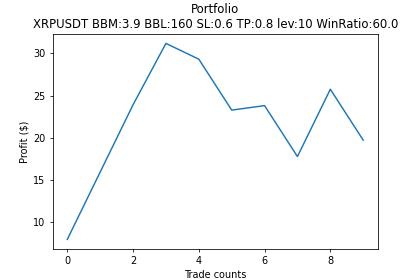 Portfolio
XRPUSDT BBM:3.9 BBL:160 SL:0.6 TP:0.8 lev:10 WinRatio:60.0
Profit ($)
30
25
20
15
10
0 2 4 6 8
Trade counts